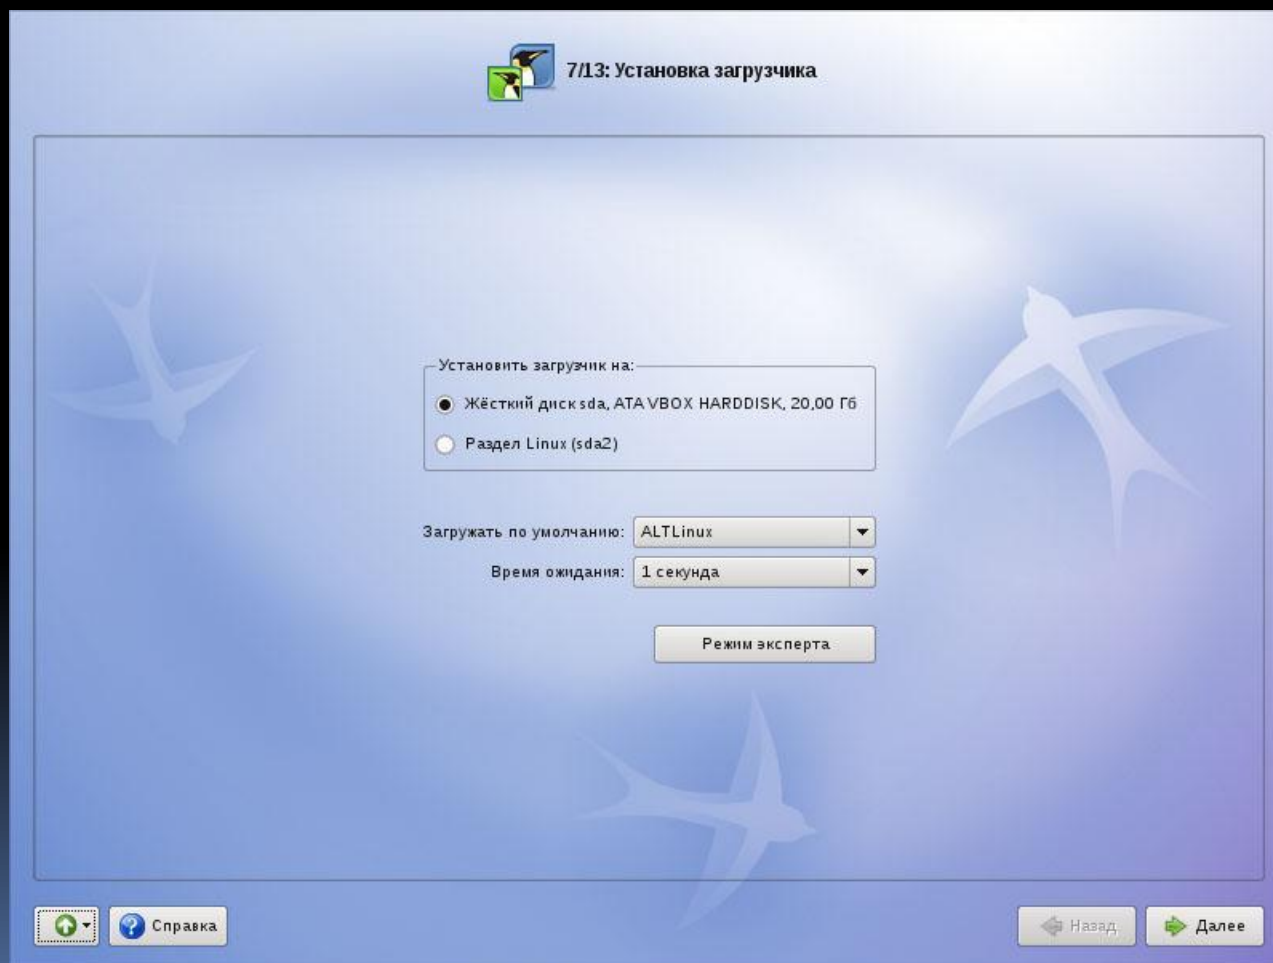 7/13: Установка загрузчика
Установить загрузчик на:
Жёсткий диск sda, ATA VBOX HARDDISK, 20,00 Гб
Раздел Linux (sda2)
Загружать по умолчанию: ALTLinux
Время ожидания: 1 секунда
Режим эксперта
Справка
Назад
Далее